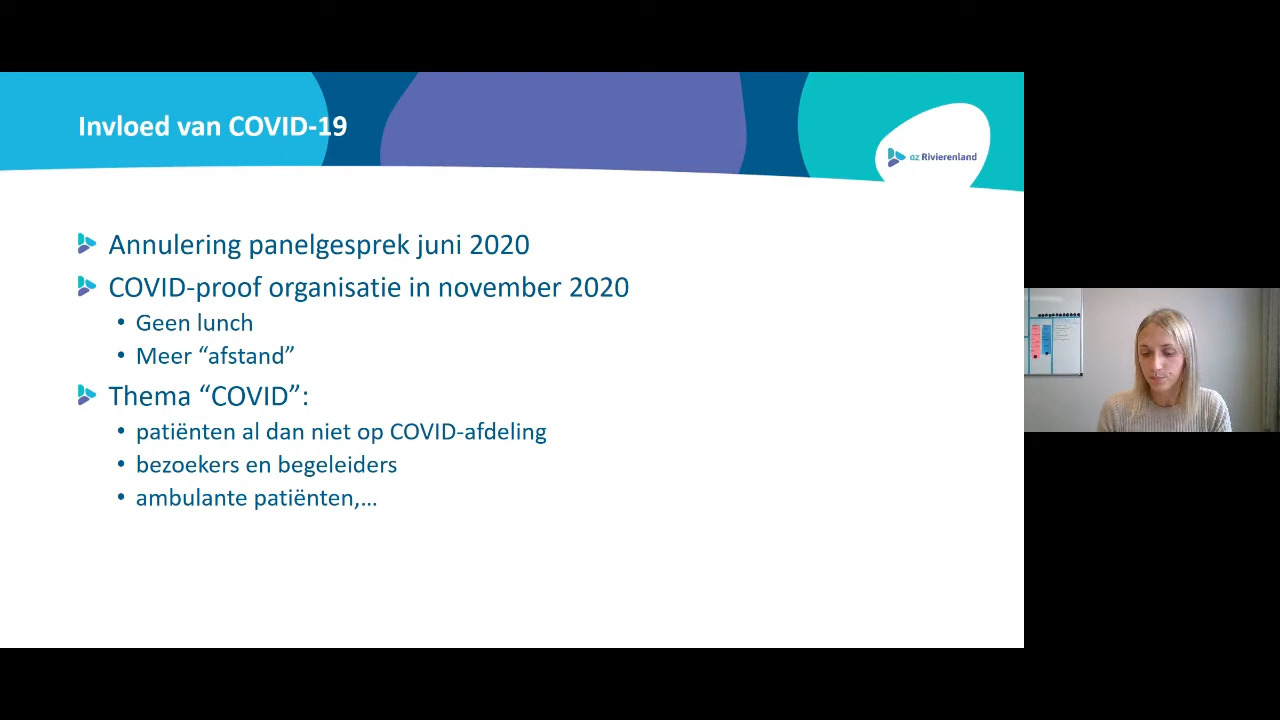 Invloed van COVID-19
az Rivierenland
Annulering panelgesprek juni 2020
COVID-proof organisatie in november 2020
• Geen lunch
• Meer “afstand”
Thema “COVID”:
• patiënten al dan niet op COVID-afdeling
• bezoekers en begeleiders
• ambulante patiënten,…